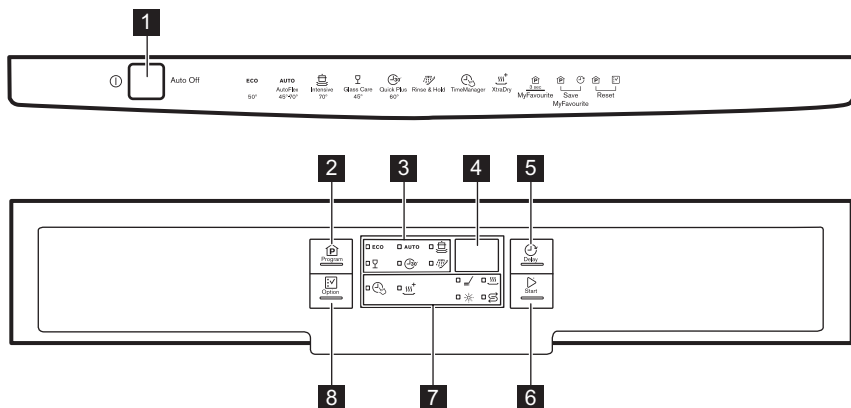 1
Auto Off
ECO
50°
AUTO
AutoFlex
45°-70°
Intensive
70°
Glass Care
45°
30'
Quick Plus
60°
Rinse & Hold
TimeManager
XtraDry
P
3 sec
MyFavourite
P
Save
MyFavourite
P
Reset
2
3
4
5
P
Program
ECO
AUTO
30'
Delay
Option
Start
8
7
6